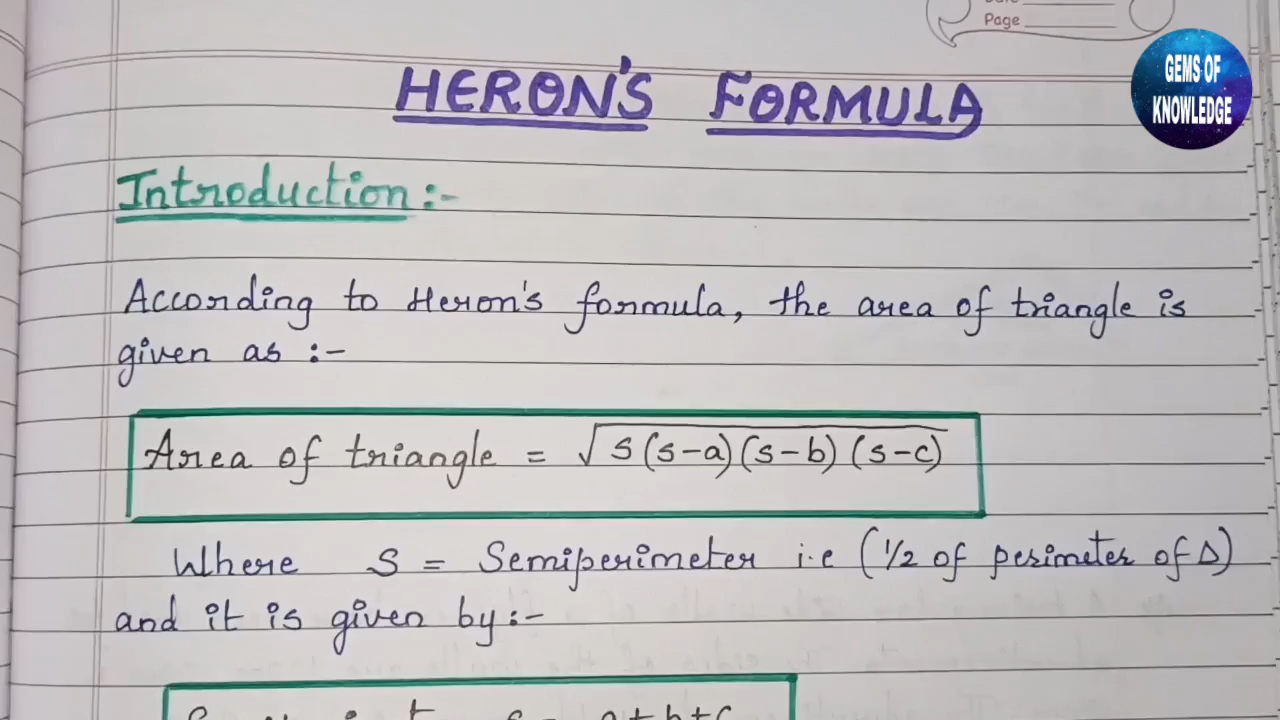 Page
GEMS OF
KNOWLEDGE
HERON'S FORMULA
Introduction:-
According to Heron's formula, the area of triangle is
given as :-
Area of triangle = √s(s-a)(s-b)(s-c)
Where S = Semiperimeter i.e (1/2 of perimeter of Δ)
and it is given by:-
a+b+c